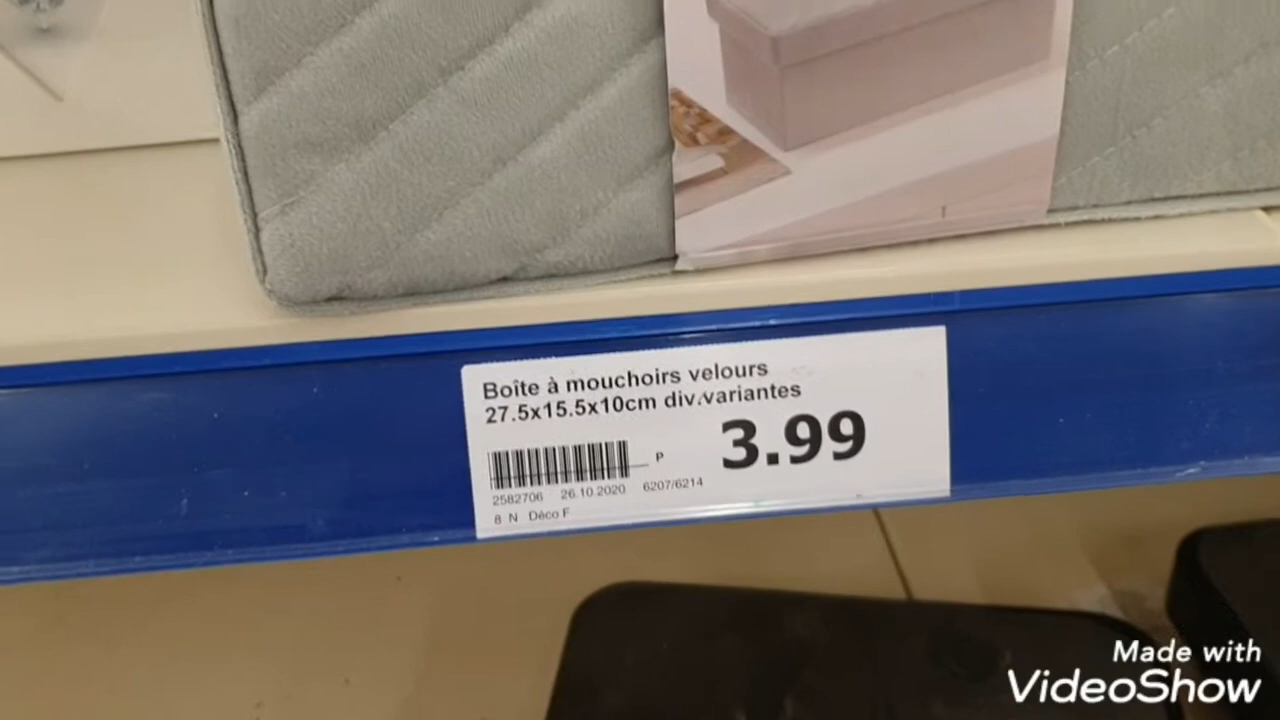 Boîte à mouchoirs velours
27.5x15.5x10cm div.variantes
P
3.99
2582706 26.10.2020 6207/6214
8 N Déco F
Made with
VideoShow